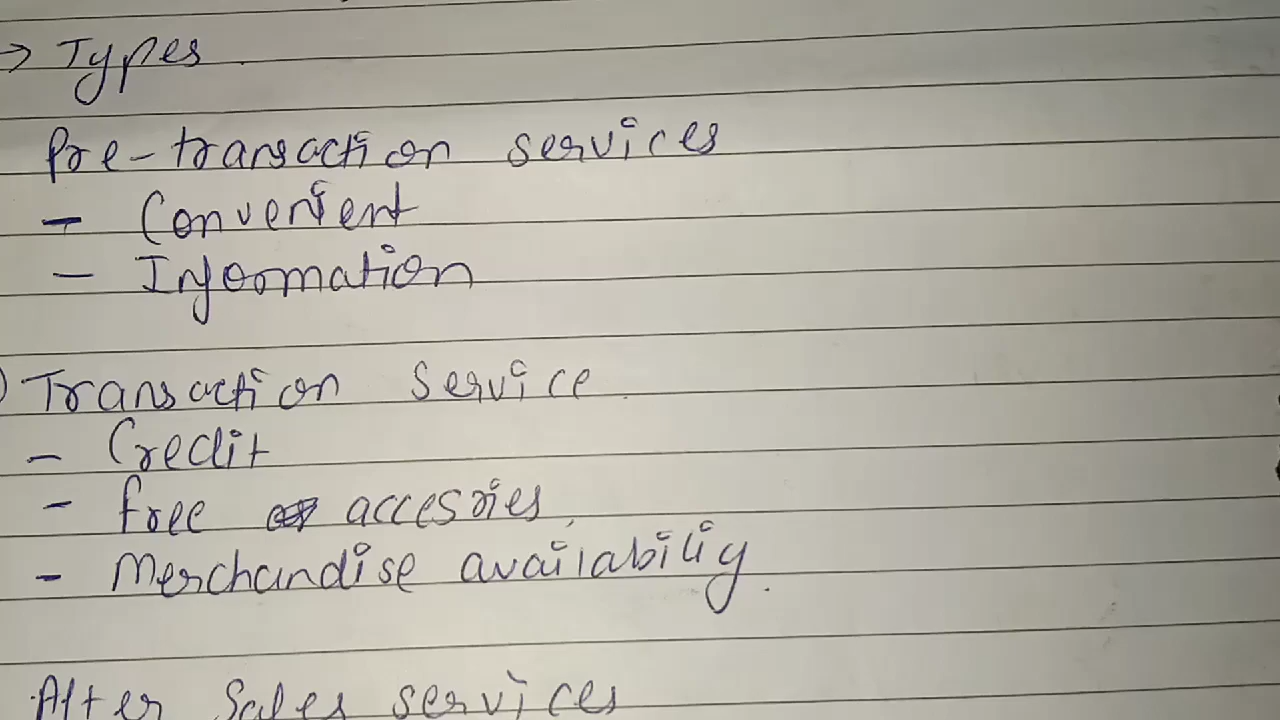 → Types
Pre-transaction services
- Convenient
- Information
) Transaction Service
- Credit
- free accesries
- Merchandise availabiliy.
After Sales services